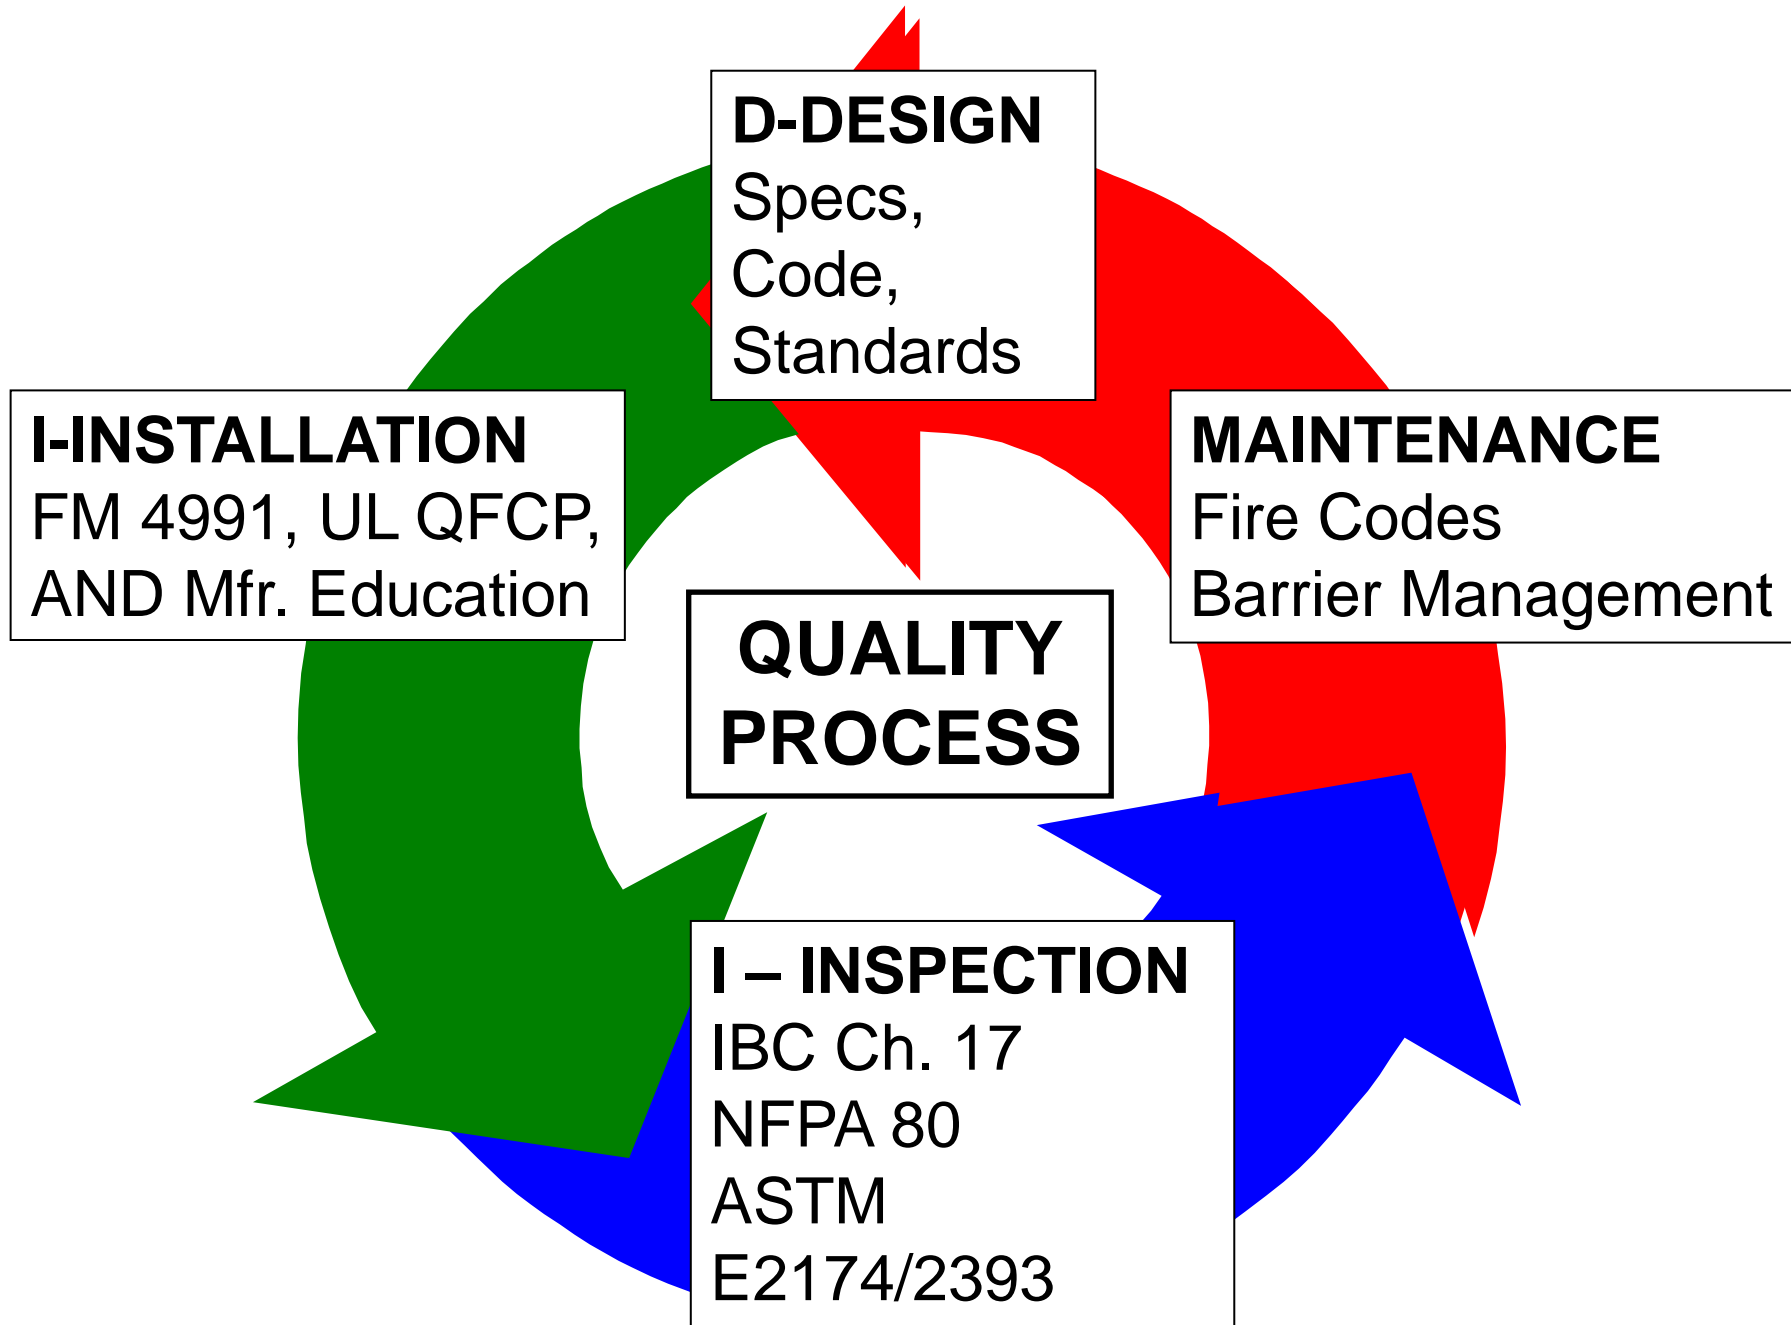 D-DESIGN
Specs,
Code,
Standards
I-INSTALLATION
FM 4991, UL QFCP,
AND Mfr. Education
MAINTENANCE
Fire Codes
Barrier Management
QUALITY
PROCESS
I – INSPECTION
IBC Ch. 17
NFPA 80
ASTM
E2174/2393